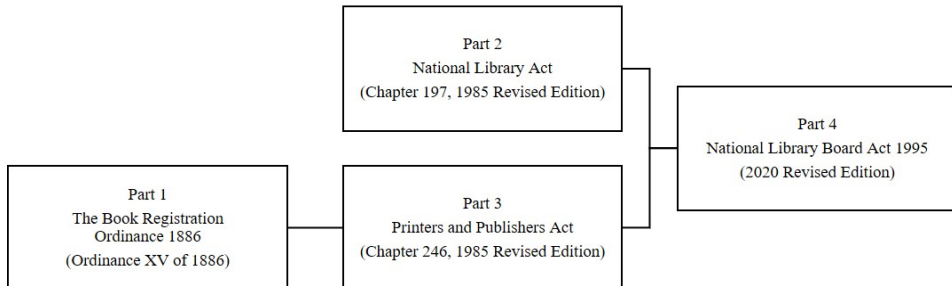 Part 2
National Library Act
(Chapter 197, 1985 Revised Edition)
Part 4
National Library Board Act 1995
(2020 Revised Edition)
Part 1
The Book Registration
Ordinance 1886
(Ordinance XV of 1886)
Part 3
Printers and Publishers Act
(Chapter 246, 1985 Revised Edition)